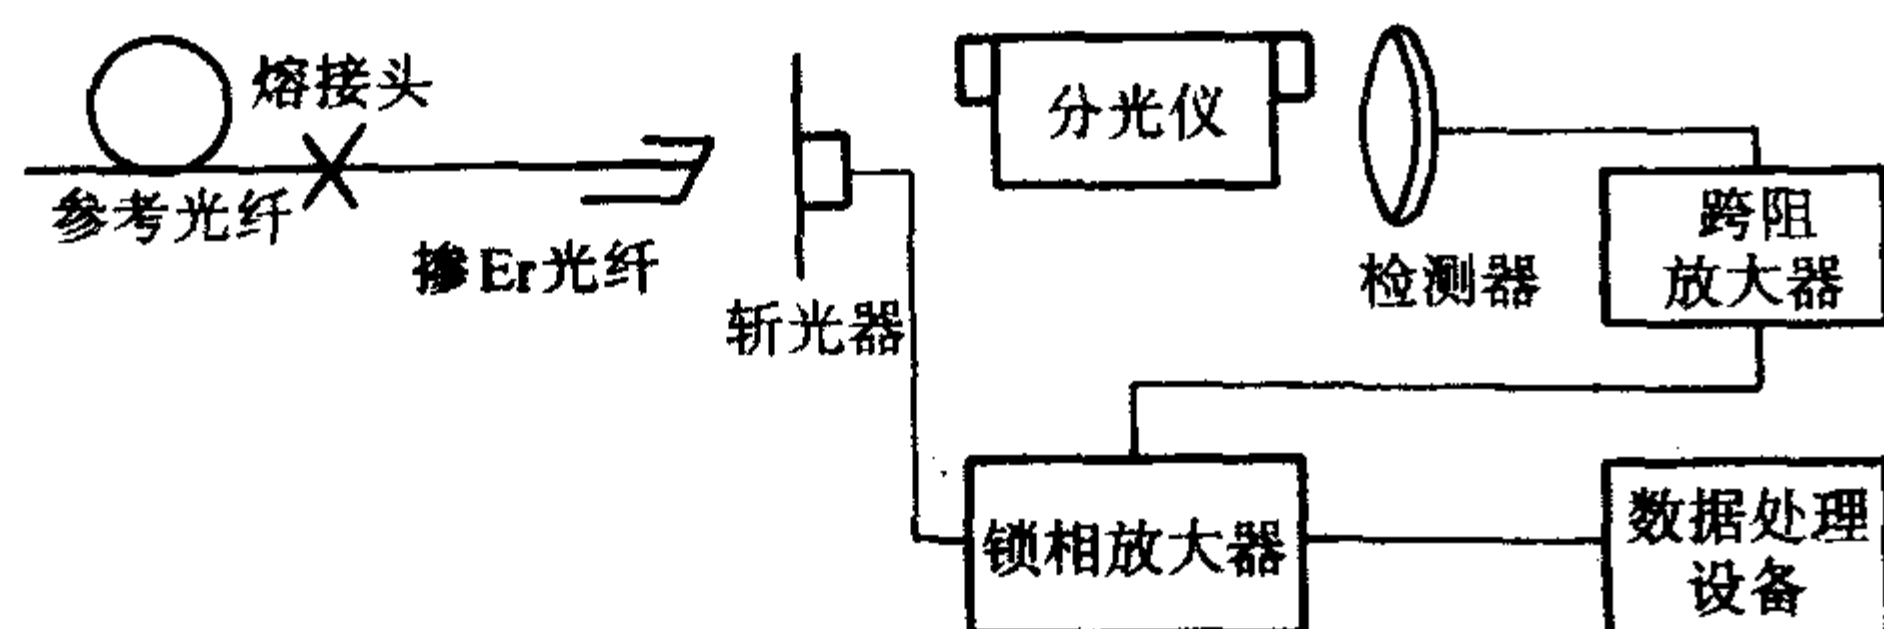 熔接头
参考光纤
掺Er光纤
斩光器
分光仪
检测器
跨阻
放大器
锁相放大器
数据处理
设备